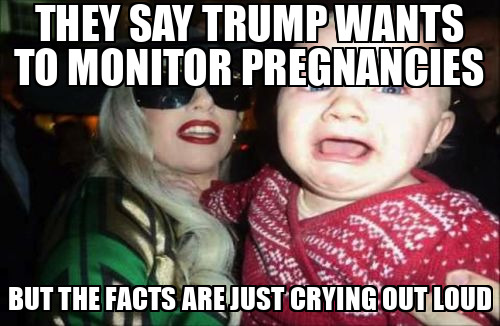 THEY SAY TRUMP WANTS
TO MONITOR PREGNANCIES
BUT THE FACTS ARE JUST CRYING OUT LOUD